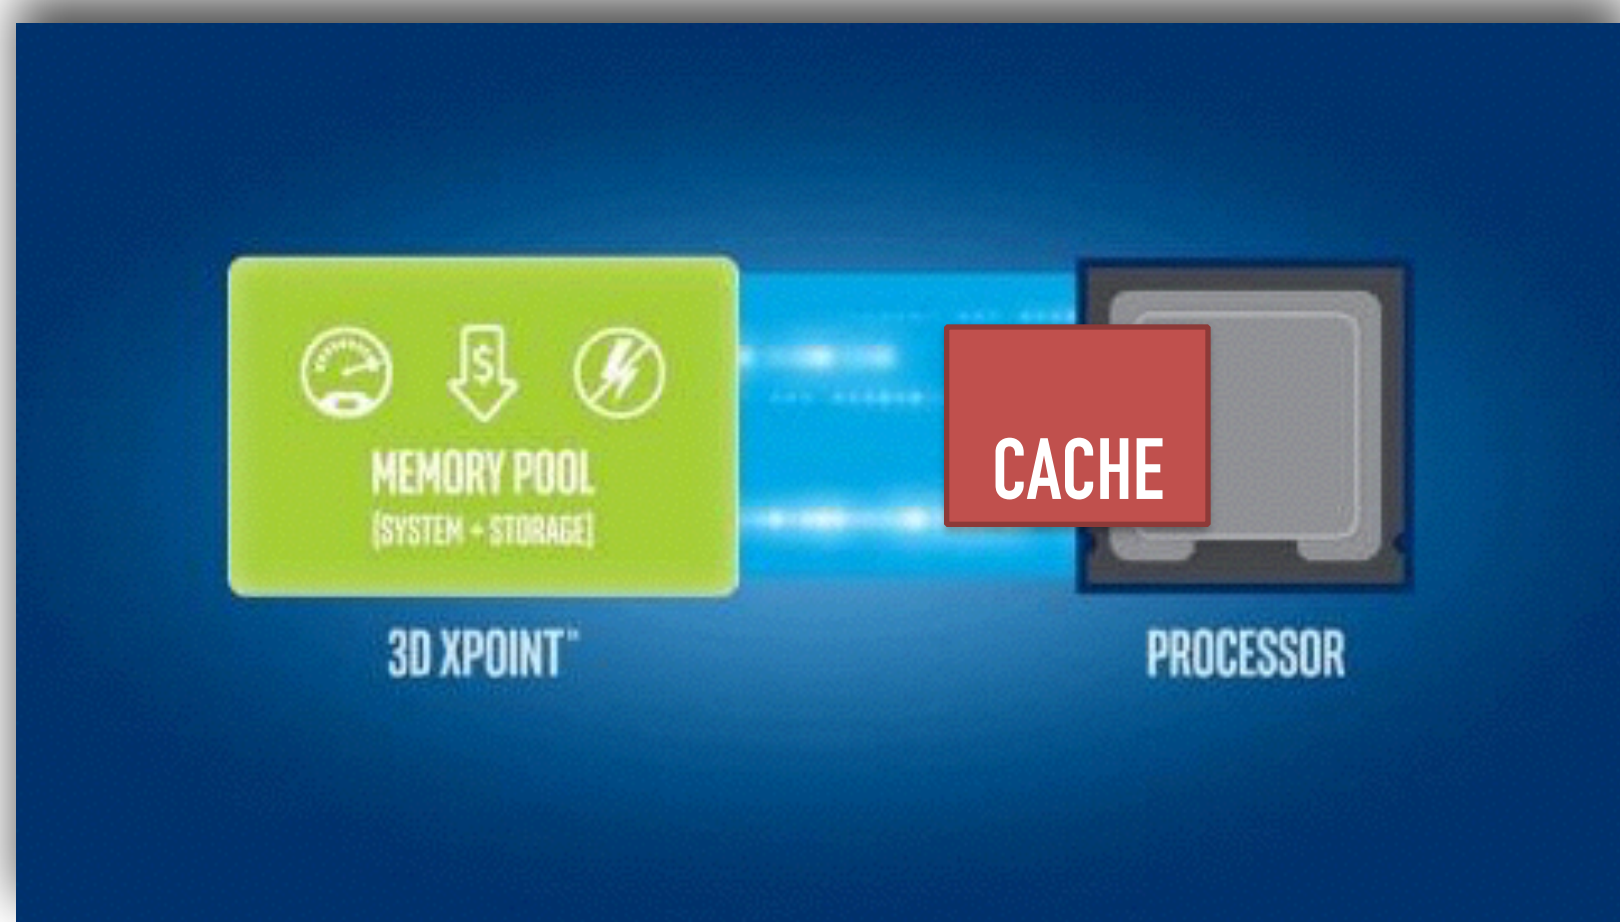 $
CACHE
MEMORY POOL
(SYSTEM + STORAGE)
3D XPOINT™
PROCESSOR